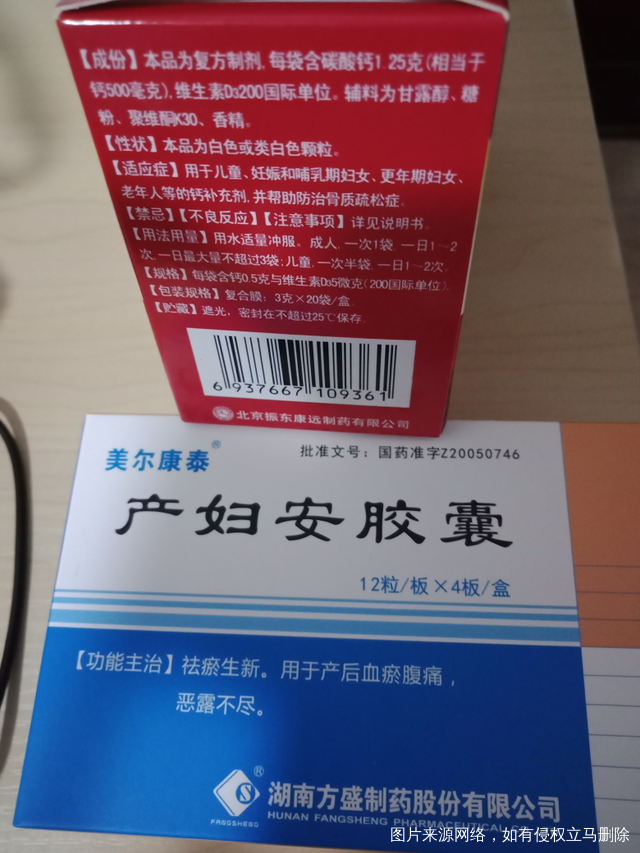 【成份】本品为复方制剂,每袋含碳酸钙1.25克(相当于
钙500毫克),维生素D₃200国际单位。辅料为甘露醇、糖
粉、聚维酮K30、香精。
【性状】本品为白色或类白色颗粒。
【适应症】用于儿童、妊娠和哺乳期妇女、更年期妇女、
老年人等的钙补充剂,并帮助防治骨质疏松症。
【禁忌】【不良反应】【注意事项】详见说明书。
【用法用量】用水适量冲服。成人,一次1袋,一日1~2
次,一日最大量不超过3袋;儿童,一次半袋,一日1~2次。
【规格】每袋含钙0.5克与维生素D₃5微克(200国际单位)。
【包装规格】复合膜：3克×20袋/盒。
【贮藏】遮光，密封在不超过25℃保存。
6 937667 109361
北京振东康远制药有限公司
美尔康泰®
批准文号：国药准字Z20050746
产妇安胶囊
12粒/板×4板/盒
【功能主治】祛瘀生新。用于产后血瘀腹痛，
恶露不尽。
®
FANGSHENG
湖南方盛制药股份有限公司
HUNAN FANGSHENG PHARMACEUTICAL CO.,LTD.
图片来源网络，如有侵权立马删除